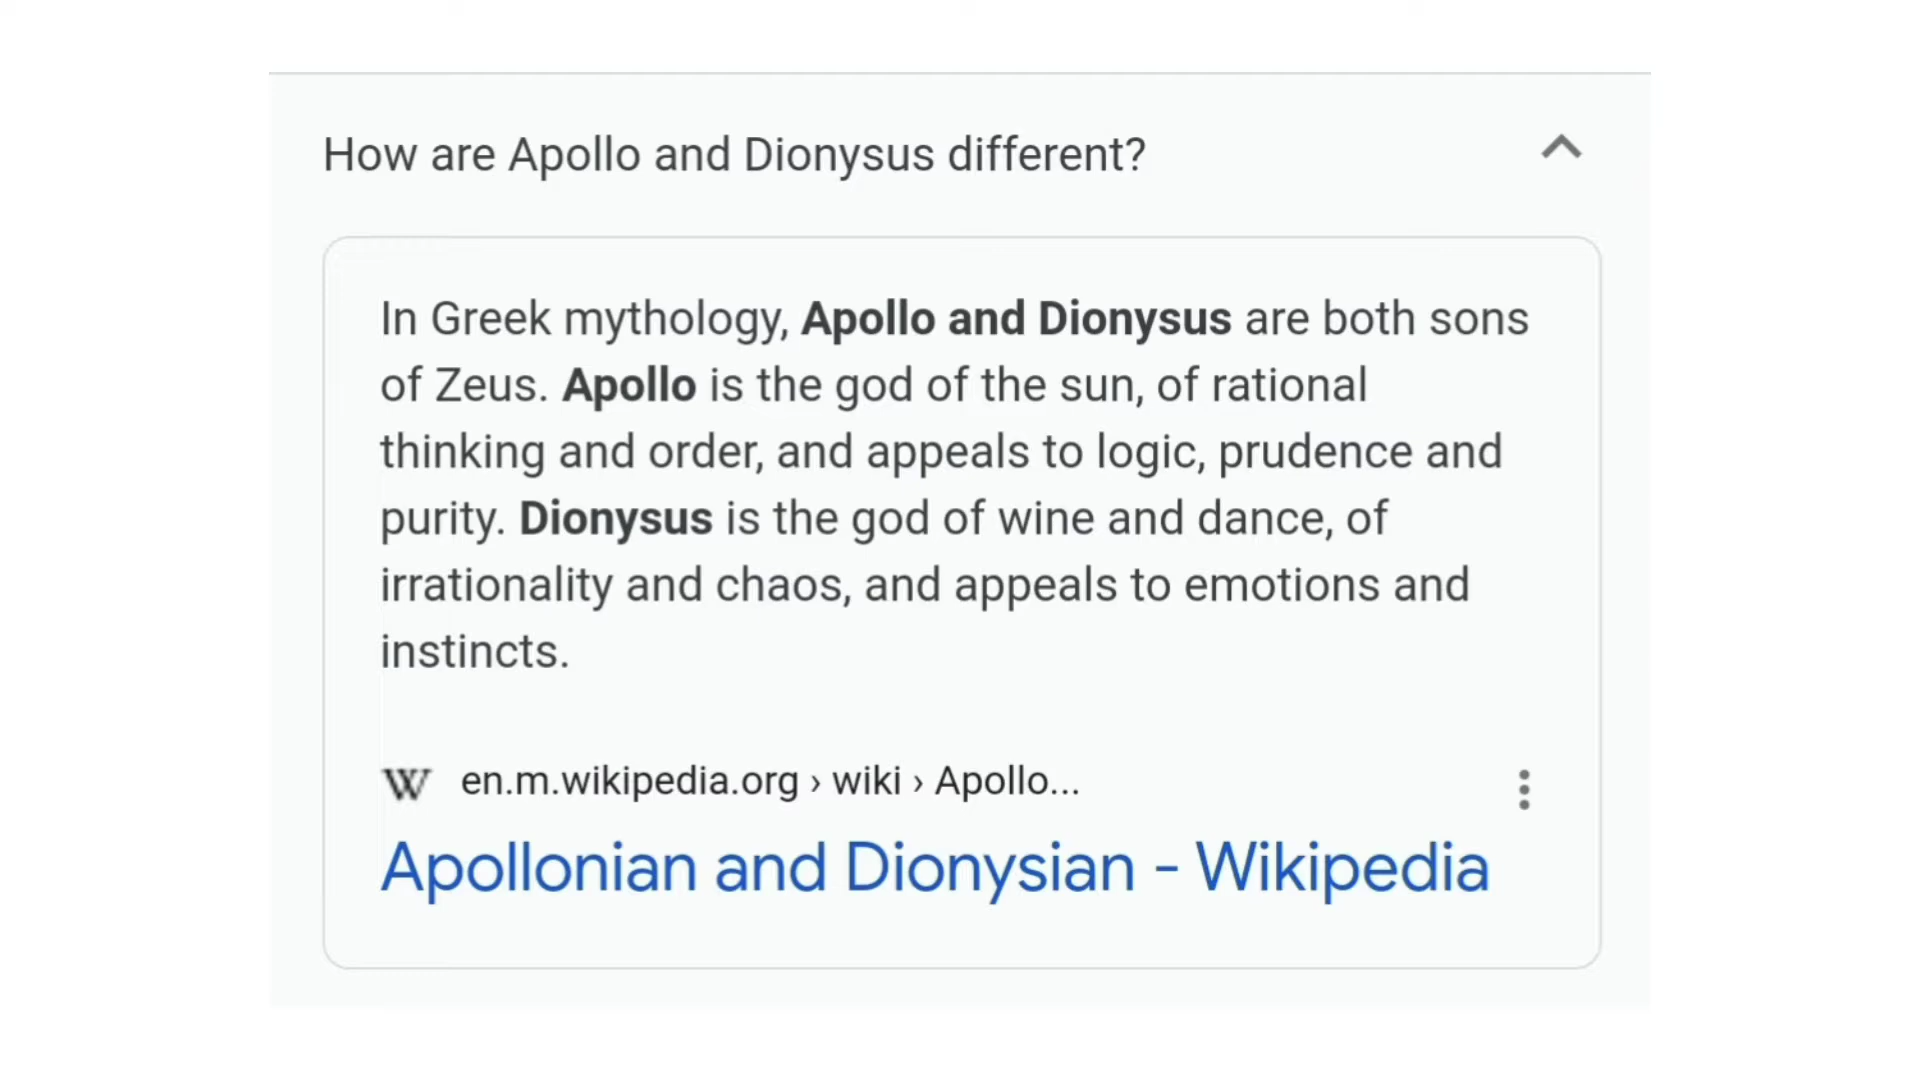 How are Apollo and Dionysus different?
In Greek mythology, Apollo and Dionysus are both sons
of Zeus. Apollo is the god of the sun, of rational
thinking and order, and appeals to logic, prudence and
purity. Dionysus is the god of wine and dance, of
irrationality and chaos, and appeals to emotions and
instincts.
W en.m.wikipedia.org › wiki › Apollo...
Apollonian and Dionysian - Wikipedia